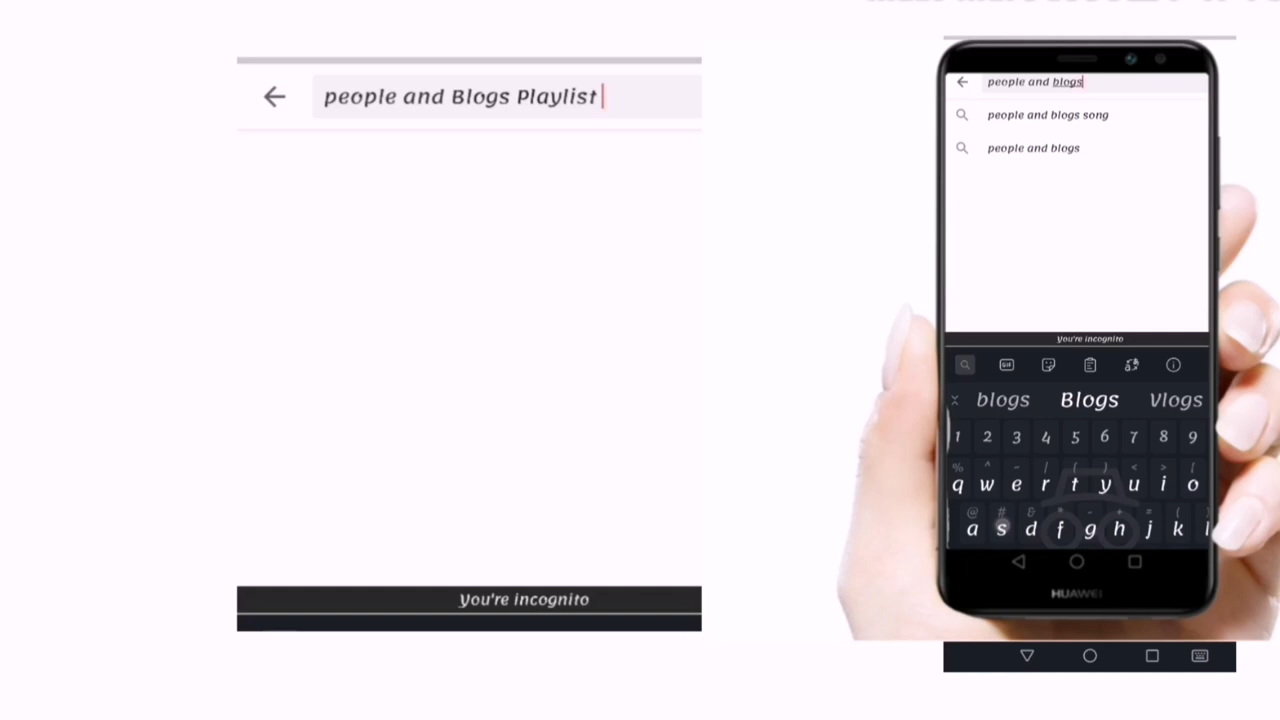 people and Blogs Playlist
You're incognito
people and blogs
people and blogs song
people and blogs
You're incognito
GIF
blogs Blogs Vlogs
1 2 3 4 5 6 7 8 9
% ^ ~ | ( ) < > [
q w e r t y u i o
@ # & * - + = (
a s d f g h j k l
HUAWEI